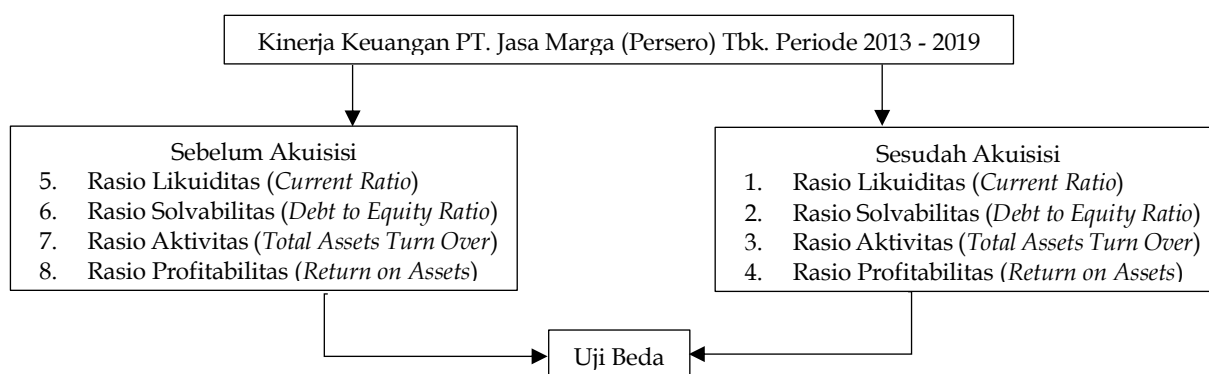 Kinerja Keuangan PT. Jasa Marga (Persero) Tbk. Periode 2013 - 2019
Sebelum Akuisisi
5. Rasio Likuiditas (Current Ratio)
6. Rasio Solvabilitas (Debt to Equity Ratio)
7. Rasio Aktivitas (Total Assets Turn Over)
8. Rasio Profitabilitas (Return on Assets)
Sesudah Akuisisi
1. Rasio Likuiditas (Current Ratio)
2. Rasio Solvabilitas (Debt to Equity Ratio)
3. Rasio Aktivitas (Total Assets Turn Over)
4. Rasio Profitabilitas (Return on Assets)
Uji Beda